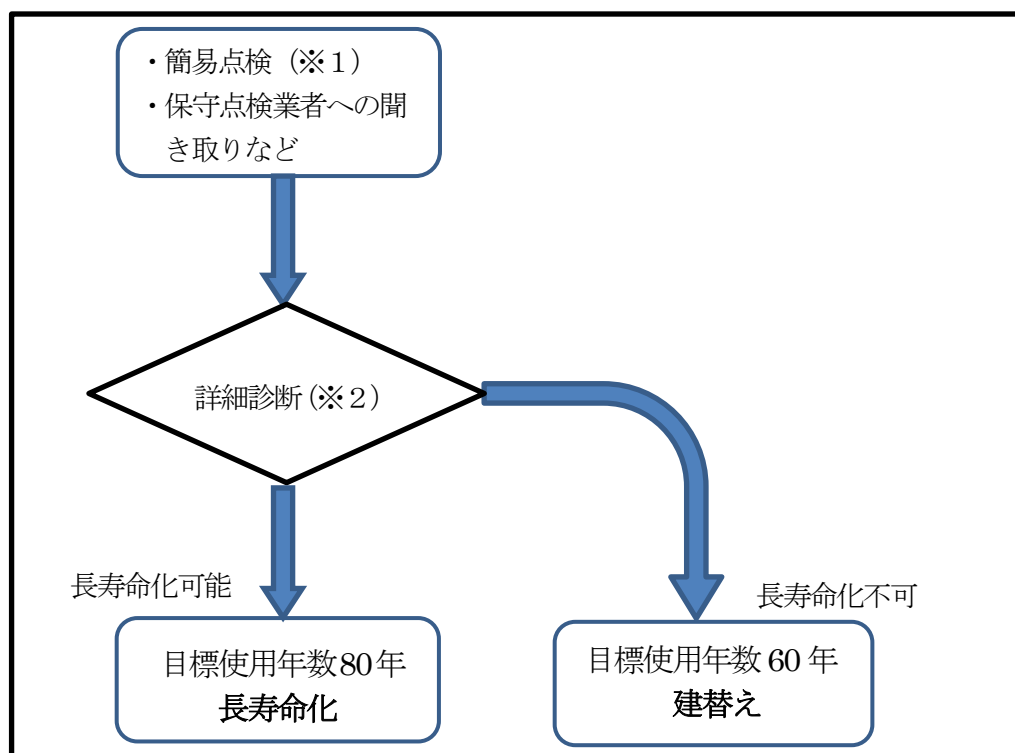 ・簡易点検（※１）
・保守点検業者への聞
き取りなど
詳細診断（※２）
長寿命化可能
長寿命化不可
目標使用年数80年
長寿命化
目標使用年数 60 年
建替え